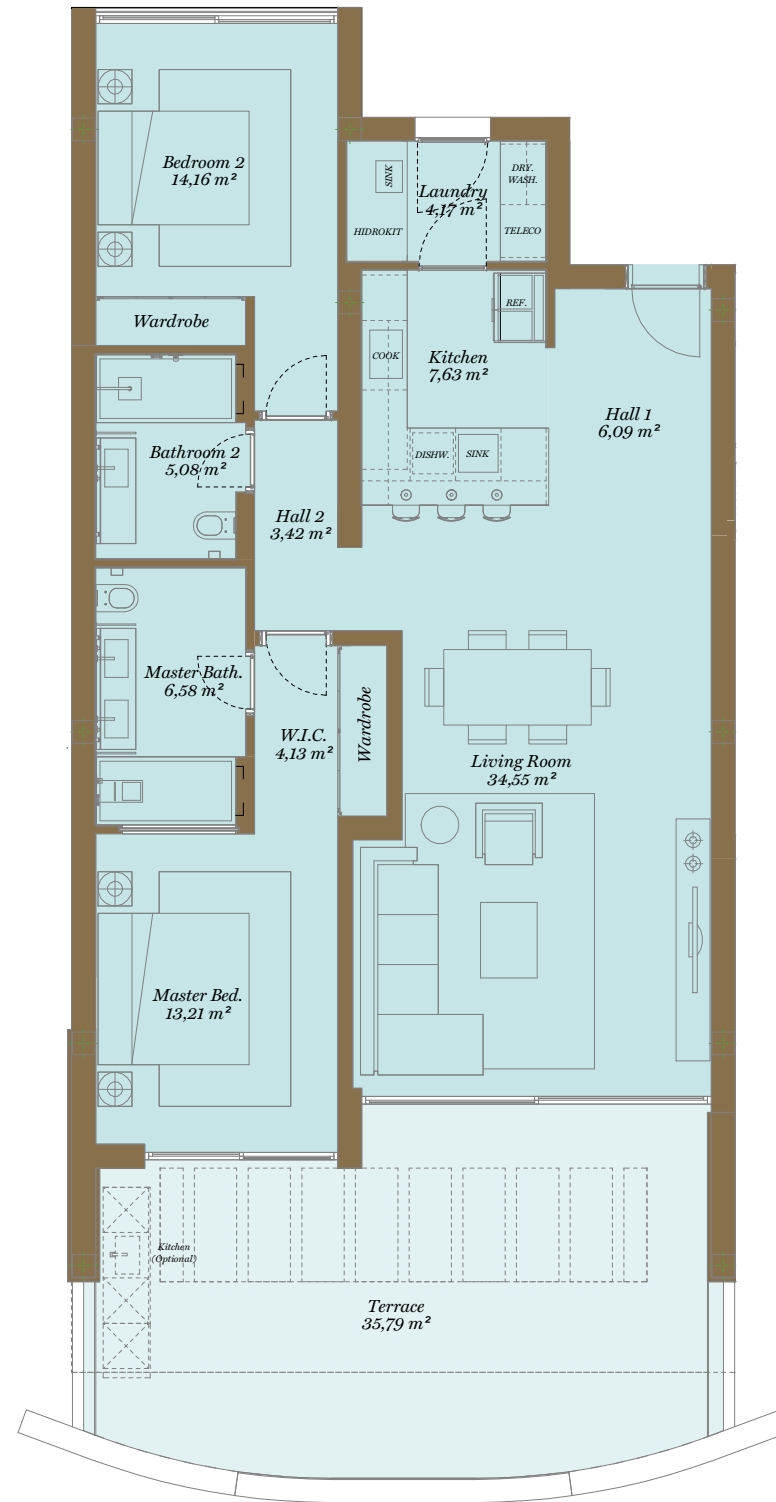 Bedroom 2
14,16 m²
SINK
DRY.
WASH.
Laundry
4,17 m²
HIDROKIT
TELECO
REF.
Wardrobe
COOK
Kitchen
7,63 m²
Hall 1
6,09 m²
Bathroom 2
5,08 m²
DISHW.
SINK
Hall 2
3,42 m²
Master Bath.
6,58 m²
W.I.C.
4,13 m²
Wardrobe
Living Room
34,55 m²
Master Bed.
13,21 m²
Kitchen
(Optional)
Terrace
35,79 m²